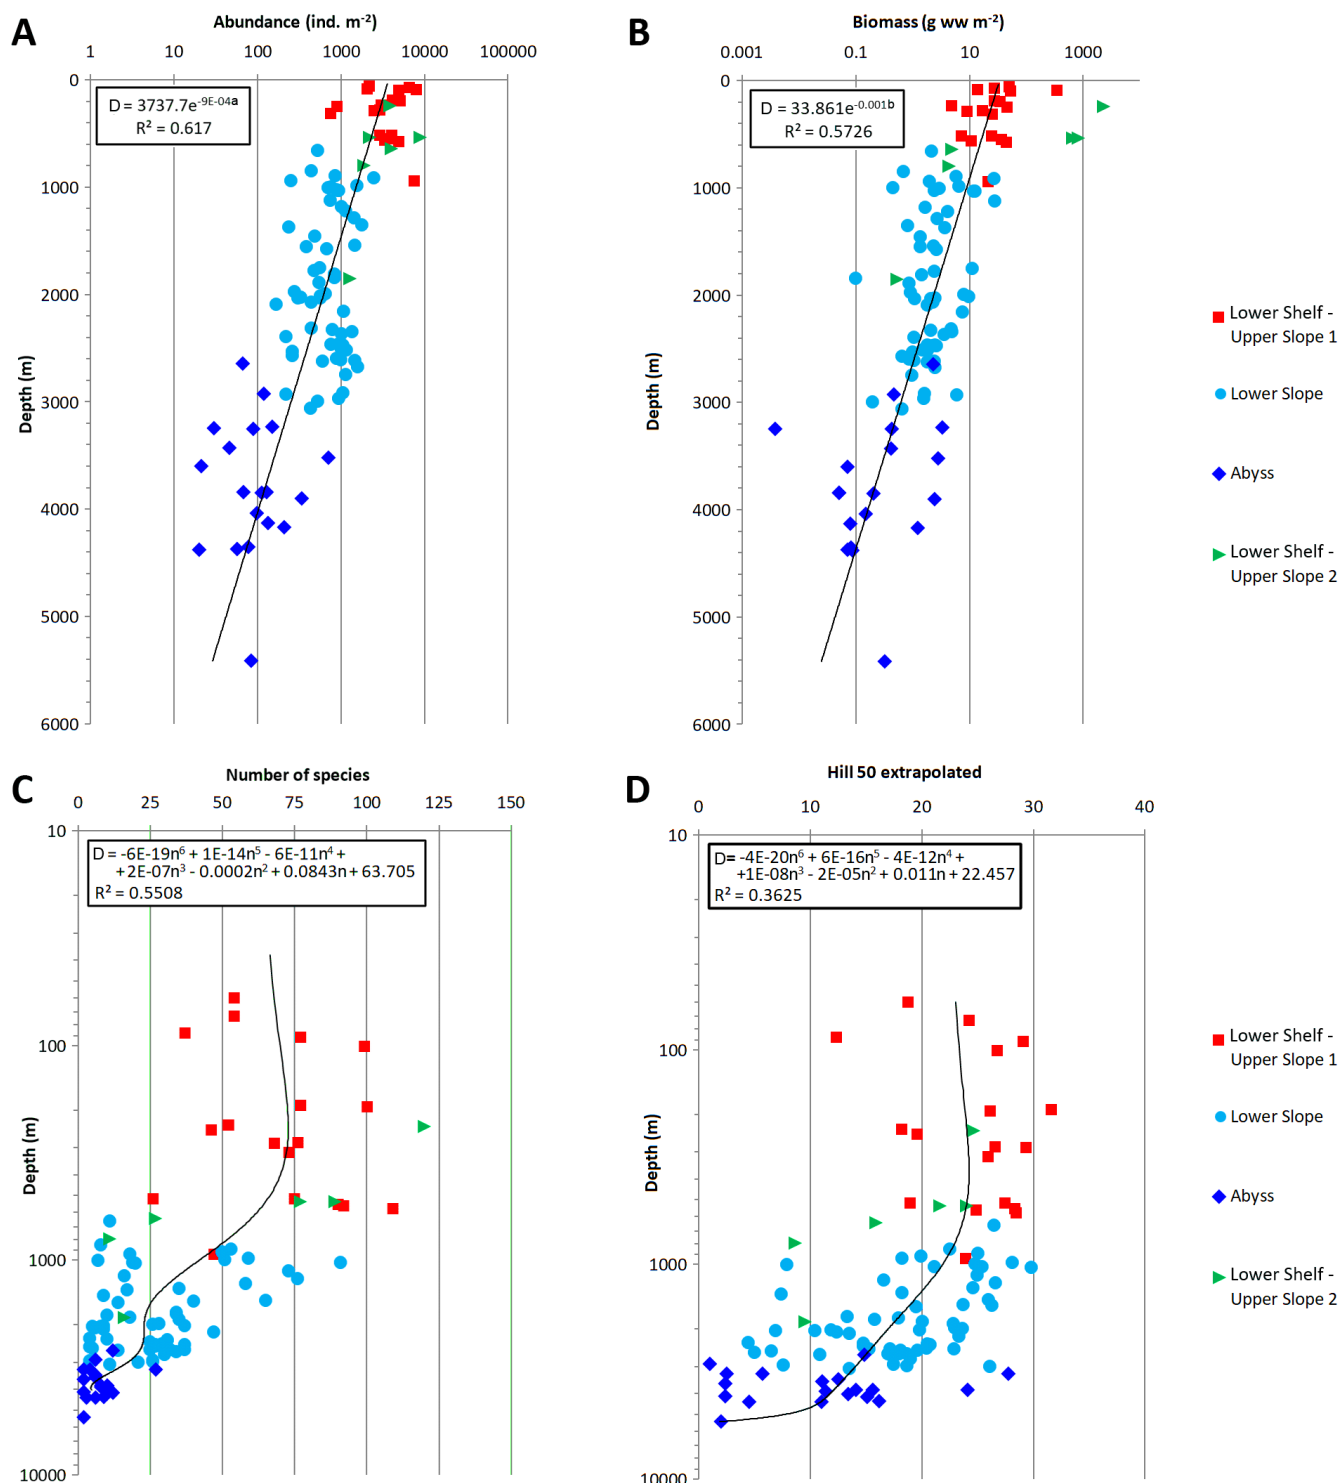 A
Abundance (ind. m⁻²)
1 10 100 1000 10000 100000
0
1000
2000
3000
4000
5000
6000
Depth (m)
D = 3737.7e^-9E-04a
R² = 0.617
B
Biomass (g ww m⁻²)
0.001 0.1 10 1000
0
1000
2000
3000
4000
5000
6000
Depth (m)
D = 33.861e^-0.001b
R² = 0.5726
Lower Shelf -
Upper Slope 1
Lower Slope
Abyss
Lower Shelf -
Upper Slope 2
C
Number of species
0 25 50 75 100 125 150
10
100
1000
10000
Depth (m)
D = -6E-19n⁶ + 1E-14n⁵ - 6E-11n⁴ +
+2E-07n³ - 0.0002n² + 0.0843n + 63.705
R² = 0.5508
D
Hill 50 extrapolated
0 10 20 30 40
10
100
1000
10000
Depth (m)
D= -4E-20n⁶ + 6E-16n⁵ - 4E-12n⁴ +
+1E-08n³ - 2E-05n² + 0.011n + 22.457
R² = 0.3625
Lower Shelf -
Upper Slope 1
Lower Slope
Abyss
Lower Shelf -
Upper Slope 2